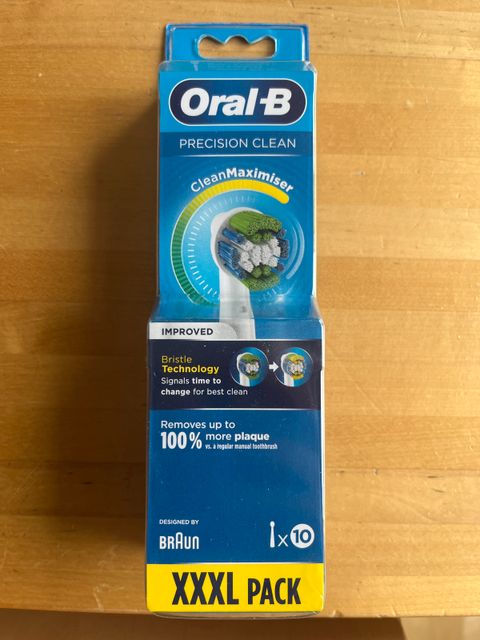 Oral-B
PRECISION CLEAN
CleanMaximiser
IMPROVED
Bristle
Technology
Signals time to
change for best clean
Removes up to
100% more plaque
vs. a regular manual toothbrush
DESIGNED BY
BRAUN
x 10
XXXL PACK